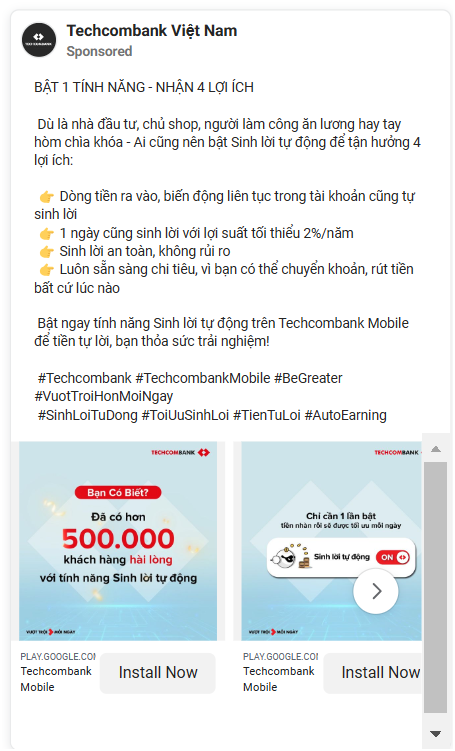 Techcombank Việt Nam
Sponsored
BẬT 1 TÍNH NĂNG - NHẬN 4 LỢI ÍCH
Dù là nhà đầu tư, chủ shop, người làm công ăn lương hay tay
hòm chìa khóa - Ai cũng nên bật Sinh lời tự động để tận hưởng 4
lợi ích:
👉 Dòng tiền ra vào, biến động liên tục trong tài khoản cũng tự
sinh lời
👉 1 ngày cũng sinh lời với lợi suất tối thiểu 2%/năm
👉 Sinh lời an toàn, không rủi ro
👉 Luôn sẵn sàng chi tiêu, vì bạn có thể chuyển khoản, rút tiền
bất cứ lúc nào
Bật ngay tính năng Sinh lời tự động trên Techcombank Mobile
để tiền tự lời, bạn thỏa sức trải nghiệm!
#Techcombank #TechcombankMobile #BeGreater
#VuotTroiHonMoiNgay
#SinhLoiTuDong #ToiUuSinhLoi #TienTuLoi #AutoEarning
TECHCOMBANK
Bạn Có Biết?
Đã có hơn
500.000
khách hàng hài lòng
với tính năng Sinh lời tự động
VƯỢT TRỘI MỖI NGÀY
TECHCOMBANK
Chỉ cần 1 lần bật
tiền nhàn rỗi sẽ được tối ưu mỗi ngày
Sinh lời tự động ON
VƯỢT TRỘI MỖI NGÀY
PLAY.GOOGLE.COM
Techcombank
Mobile
Install Now
PLAY.GOOGLE.COM
Techcombank
Mobile
Install Now